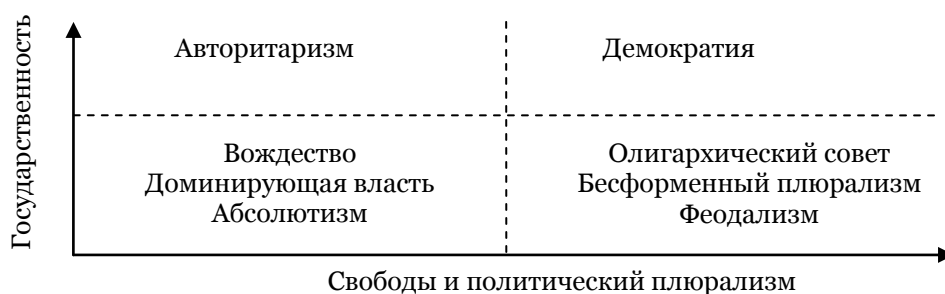 Государственность
Авторитаризм
Демократия
Вождество
Доминирующая власть
Абсолютизм
Олигархический совет
Бесформенный плюрализм
Феодализм
Свободы и политический плюрализм